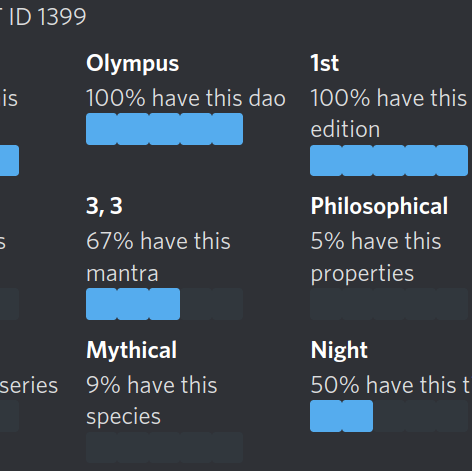 ID 1399
Olympus
1st
is
100% have this dao
100% have this
edition
3, 3
Philosophical
67% have this
5% have this
mantra
properties
Mythical
Night
series
9% have this
50% have this t
species